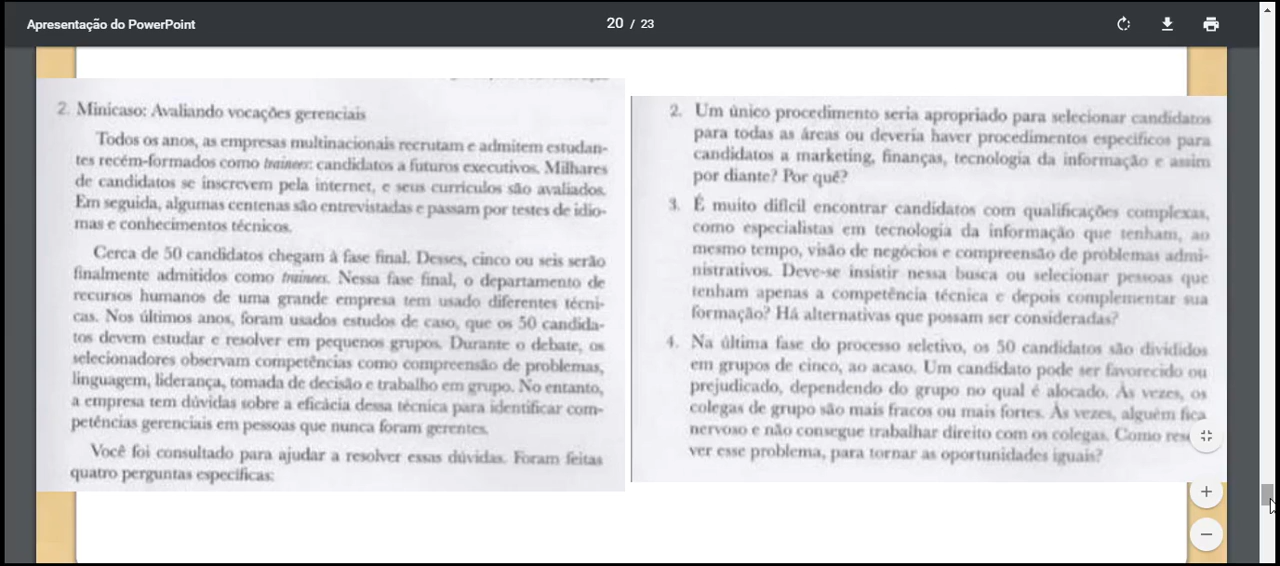 Apresentação do PowerPoint
20 / 23
2. Minicaso: Avaliando vocações gerenciais
Todos os anos, as empresas multinacionais recrutam e admitem estudan-
tes recém-formados como trainees: candidatos a futuros executivos. Milhares
de candidatos se inscrevem pela internet, e seus currículos são avaliados.
Em seguida, algumas centenas são entrevistadas e passam por testes de idio-
mas e conhecimentos técnicos.
Cerca de 50 candidatos chegam à fase final. Desses, cinco ou seis serão
finalmente admitidos como trainees. Nessa fase final, o departamento de
recursos humanos de uma grande empresa tem usado diferentes técni-
cas. Nos últimos anos, foram usados estudos de caso, que os 50 candida-
tos devem estudar e resolver em pequenos grupos. Durante o debate, os
selecionadores observam competências como compreensão de problemas,
linguagem, liderança, tomada de decisão e trabalho em grupo. No entanto,
a empresa tem dúvidas sobre a eficácia dessa técnica para identificar com-
petências gerenciais em pessoas que nunca foram gerentes.
Você foi consultado para ajudar a resolver essas dúvidas. Foram feitas
quatro perguntas específicas:
2. Um único procedimento seria apropriado para selecionar candidatos
para todas as áreas ou deveria haver procedimentos específicos para
candidatos a marketing, finanças, tecnologia da informação e assim
por diante? Por quê?
3. É muito difícil encontrar candidatos com qualificações complexas,
como especialistas em tecnologia da informação que tenham, ao
mesmo tempo, visão de negócios e compreensão de problemas admi-
nistrativos. Deve-se insistir nessa busca ou selecionar pessoas que
tenham apenas a competência técnica e depois complementar sua
formação? Há alternativas que possam ser consideradas?
4. Na última fase do processo seletivo, os 50 candidatos são divididos
em grupos de cinco, ao acaso. Um candidato pode ser favorecido ou
prejudicado, dependendo do grupo no qual é alocado. Às vezes, os
colegas de grupo são mais fracos ou mais fortes. Às vezes, alguém fica
nervoso e não consegue trabalhar direito com os colegas. Como res
ver esse problema, para tornar as oportunidades iguais?